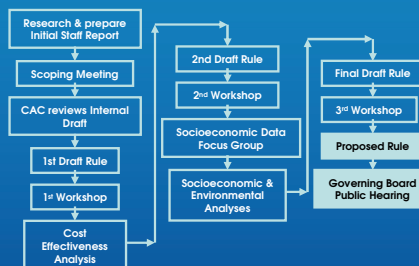 Research & prepare
Initial Staff Report
Scoping Meeting
CAC reviews Internal
Draft
1st Draft Rule
1st Workshop
Cost
Effectiveness
Analysis
2nd Draft Rule
2nd Workshop
Socioeconomic Data
Focus Group
Socioeconomic &
Environmental
Analyses
Final Draft Rule
3rd Workshop
Proposed Rule
Governing Board
Public Hearing